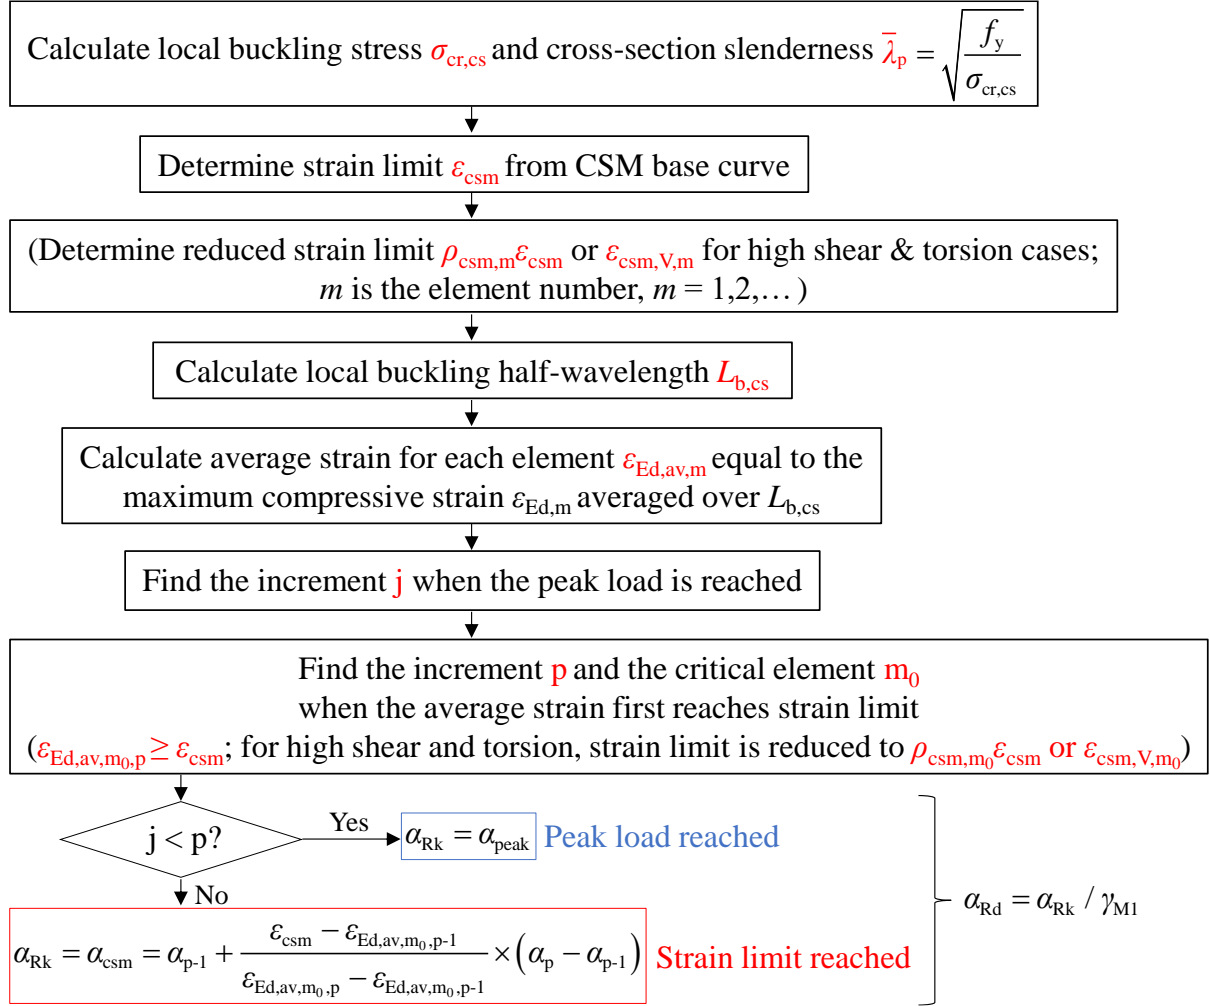 Calculate local buckling stress σcr,cs and cross-section slenderness λ̅p = √(fy / σcr,cs)
Determine strain limit εcsm from CSM base curve
(Determine reduced strain limit ρcsm,mεcsm or εcsm,V,m for high shear & torsion cases;
m is the element number, m = 1,2,… )
Calculate local buckling half-wavelength Lb,cs
Calculate average strain for each element εEd,av,m equal to the
maximum compressive strain εEd,m averaged over Lb,cs
Find the increment j when the peak load is reached
Find the increment p and the critical element m0
when the average strain first reaches strain limit
(εEd,av,m0,p ≥ εcsm; for high shear and torsion, strain limit is reduced to ρcsm,m0εcsm or εcsm,V,m0)
j < p?
Yes
αRk = αpeak Peak load reached
No
αRk = αcsm = αp-1 + (εcsm − εEd,av,m0,p-1) / (εEd,av,m0,p − εEd,av,m0,p-1) × (αp − αp-1) Strain limit reached
αRd = αRk / γM1